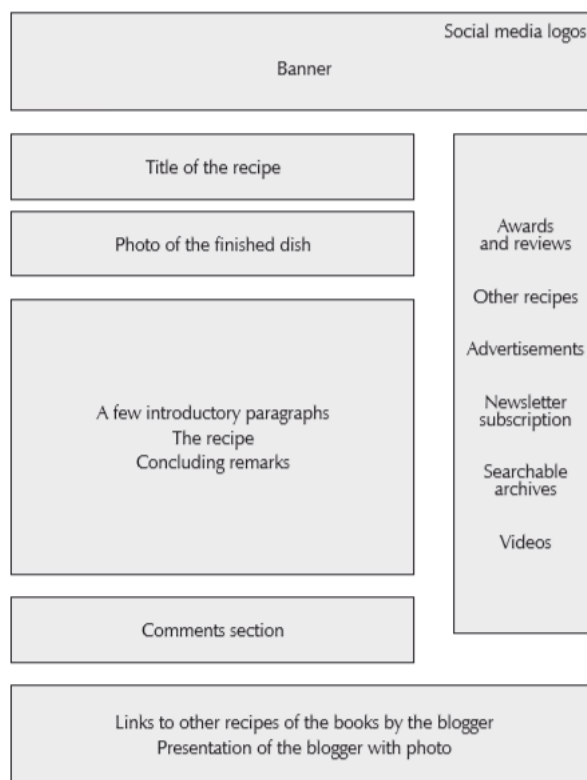 Social media logos
Banner
Title of the recipe
Photo of the finished dish
A few introductory paragraphs
The recipe
Concluding remarks
Comments section
Awards
and reviews
Other recipes
Advertisements
Newsletter
subscription
Searchable
archives
Videos
Links to other recipes of the books by the blogger
Presentation of the blogger with photo